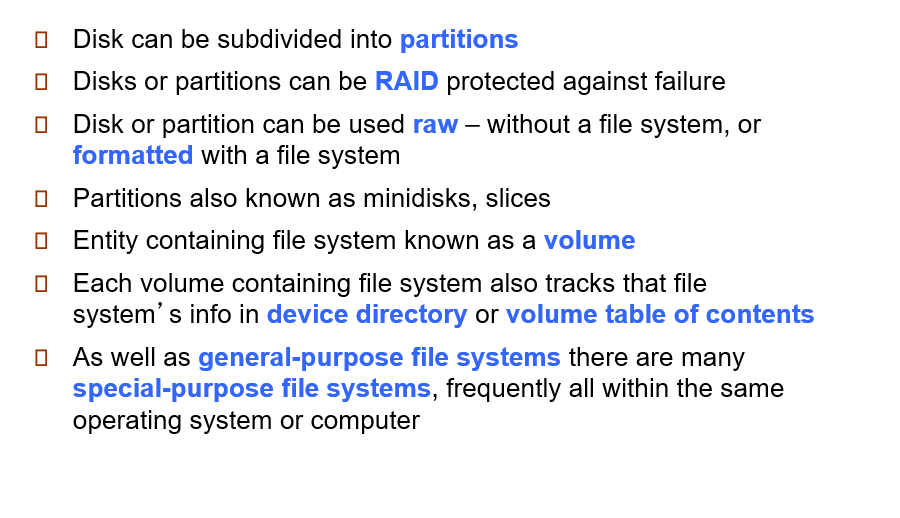 Disk can be subdivided into partitions
Disks or partitions can be RAID protected against failure
Disk or partition can be used raw – without a file system, or
formatted with a file system
Partitions also known as minidisks, slices
Entity containing file system known as a volume
Each volume containing file system also tracks that file
system’s info in device directory or volume table of contents
As well as general-purpose file systems there are many
special-purpose file systems, frequently all within the same
operating system or computer